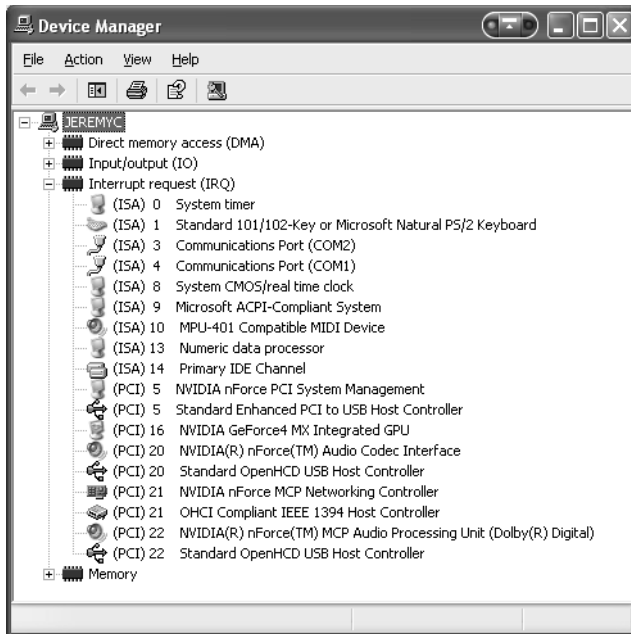 Device Manager
File Action View Help
JEREMYC
Direct memory access (DMA)
Input/output (IO)
Interrupt request (IRQ)
(ISA) 0 System timer
(ISA) 1 Standard 101/102-Key or Microsoft Natural PS/2 Keyboard
(ISA) 3 Communications Port (COM2)
(ISA) 4 Communications Port (COM1)
(ISA) 8 System CMOS/real time clock
(ISA) 9 Microsoft ACPI-Compliant System
(ISA) 10 MPU-401 Compatible MIDI Device
(ISA) 13 Numeric data processor
(ISA) 14 Primary IDE Channel
(PCI) 5 NVIDIA nForce PCI System Management
(PCI) 5 Standard Enhanced PCI to USB Host Controller
(PCI) 16 NVIDIA GeForce4 MX Integrated GPU
(PCI) 20 NVIDIA(R) nForce(TM) Audio Codec Interface
(PCI) 20 Standard OpenHCD USB Host Controller
(PCI) 21 NVIDIA nForce MCP Networking Controller
(PCI) 21 OHCI Compliant IEEE 1394 Host Controller
(PCI) 22 NVIDIA(R) nForce(TM) MCP Audio Processing Unit (Dolby(R) Digital)
(PCI) 22 Standard OpenHCD USB Host Controller
Memory